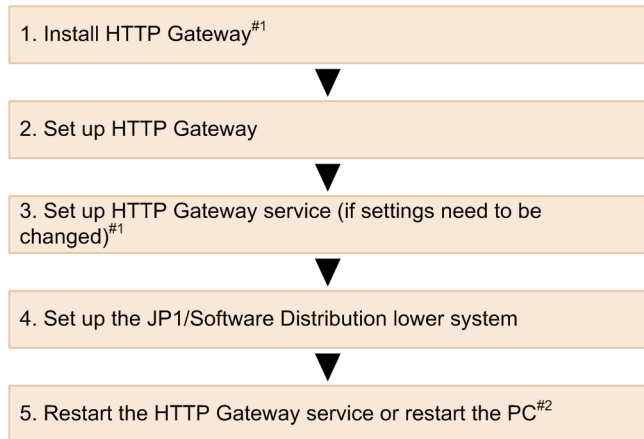 1. Install HTTP Gateway#1
2. Set up HTTP Gateway
3. Set up HTTP Gateway service (if settings need to be
changed)#1
4. Set up the JP1/Software Distribution lower system
5. Restart the HTTP Gateway service or restart the PC#2